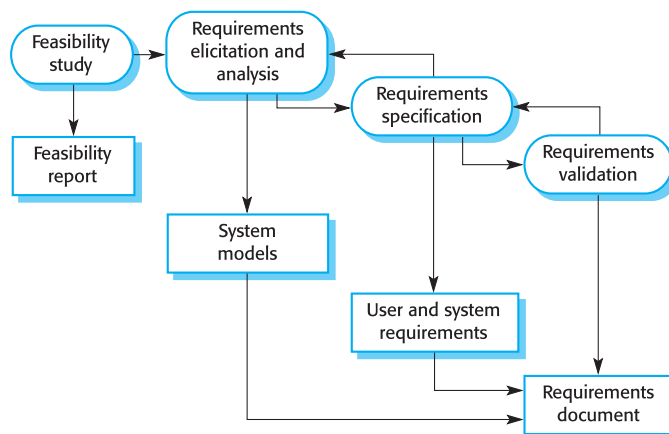 Feasibility
study
Requirements
elicitation and
analysis
Requirements
specification
Requirements
validation
Feasibility
report
System
models
User and system
requirements
Requirements
document